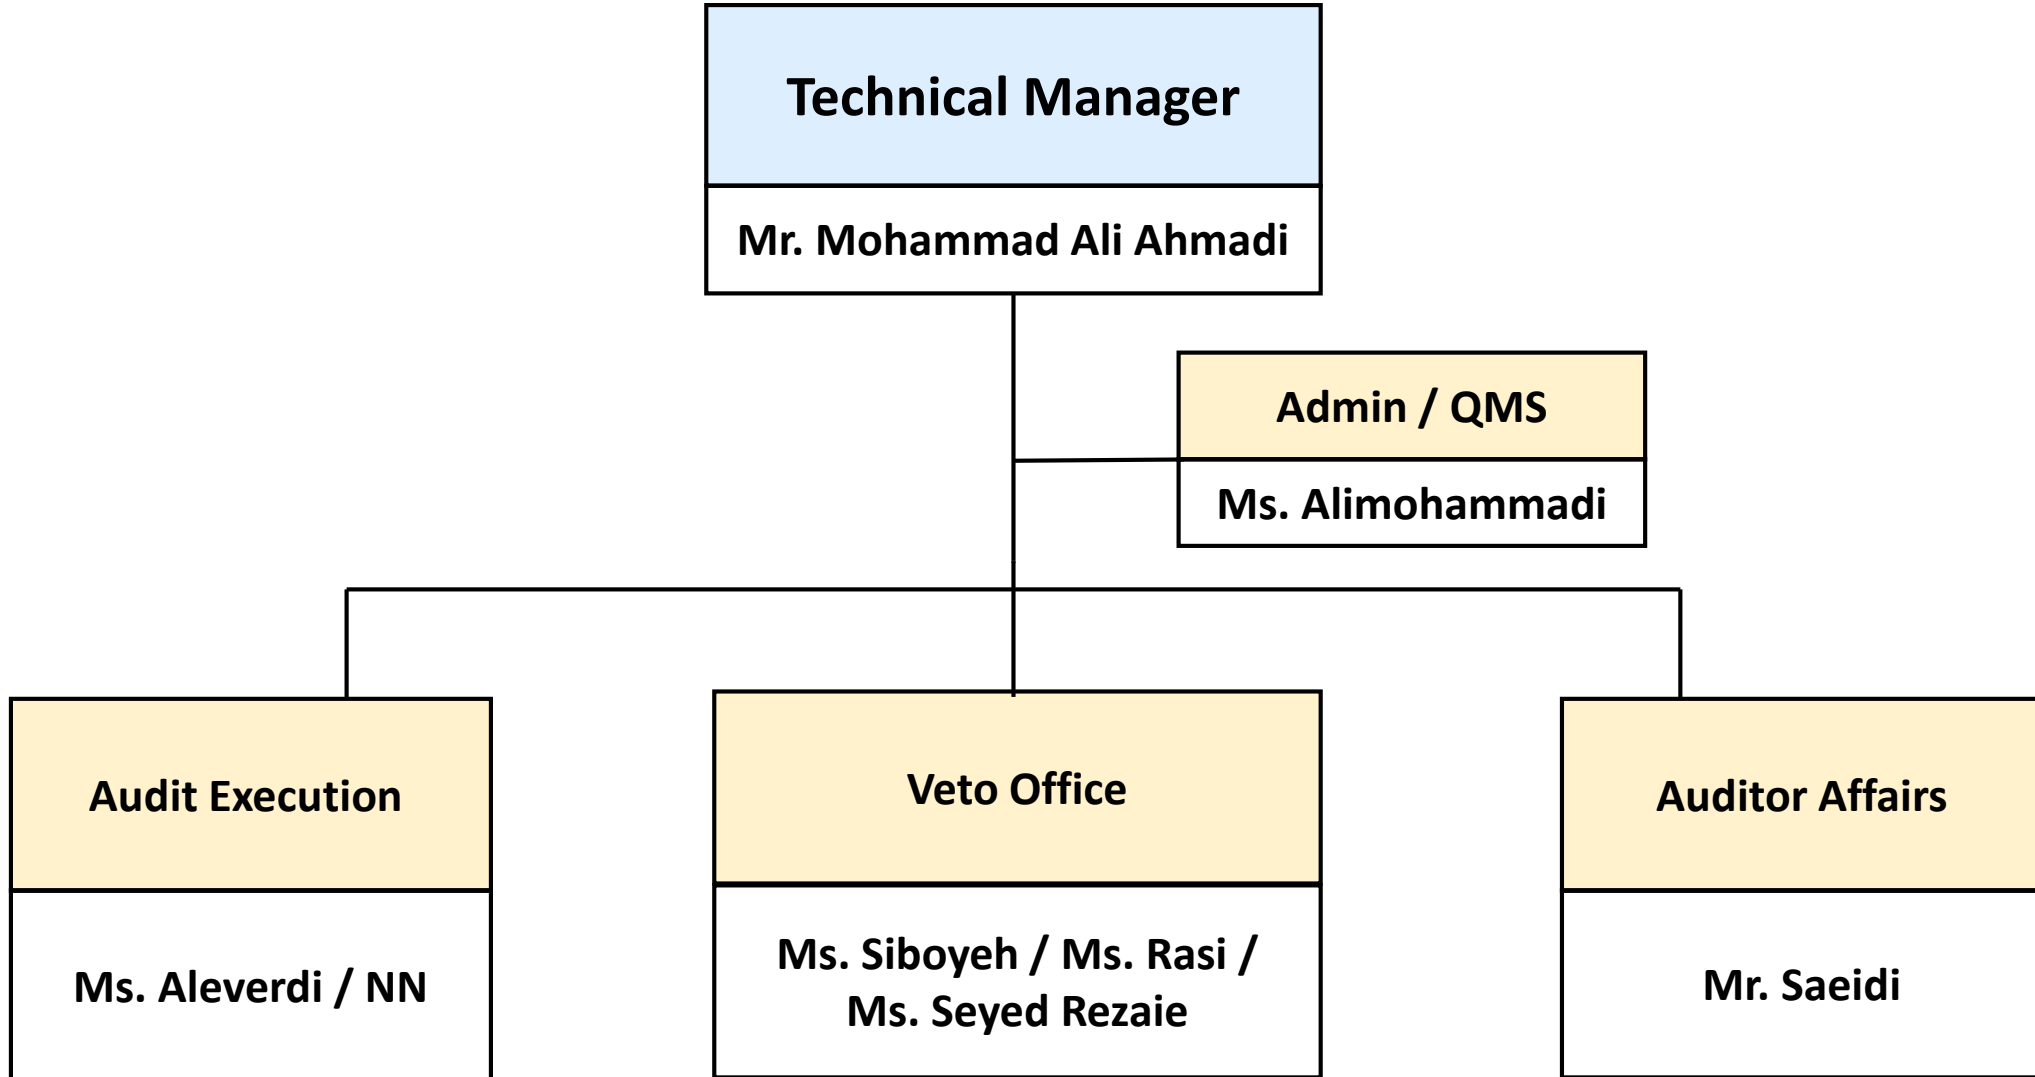 Technical Manager
Mr. Mohammad Ali Ahmadi
Admin / QMS
Ms. Alimohammadi
Audit Execution
Ms. Aleverdi / NN
Veto Office
Ms. Siboyeh / Ms. Rasi /
Ms. Seyed Rezaie
Auditor Affairs
Mr. Saeidi